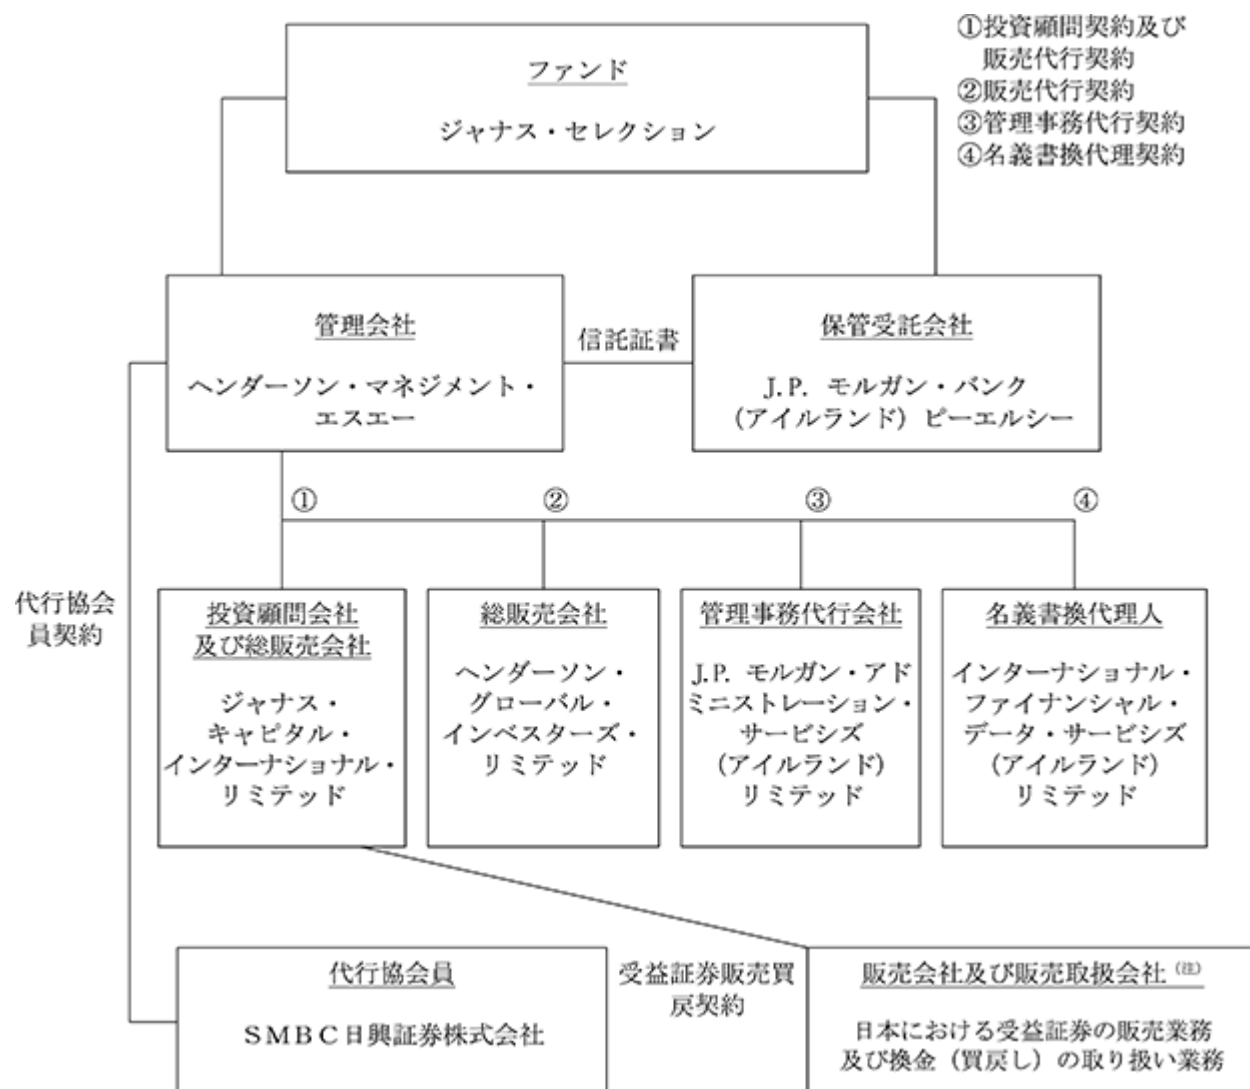 ①投資顧問契約及び
販売代行契約
②販売代行契約
③管理事務代行契約
④名義書換代理契約
ファンド
ジャナス・セレクション
管理会社
ヘンダーソン・マネジメント・
エスエー
信託証書
保管受託会社
J.P. モルガン・バンク
(アイルランド) ピーエルシー
①
②
③
④
代行協会
員契約
投資顧問会社
及び総販売会社
ジャナス・
キャピタル・
インターナショナル・
リミテッド
総販売会社
ヘンダーソン・
グローバル・
インベスターズ・
リミテッド
管理事務代行会社
J.P. モルガン・アド
ミニストレーション・
サービシズ
(アイルランド)
リミテッド
名義書換代理人
インターナショナル・
ファイナンシャル・
データ・サービシズ
(アイルランド)
リミテッド
代行協会員
SMBC日興証券株式会社
受益証券販売買
戻契約
販売会社及び販売取扱会社(注)
日本における受益証券の販売業務
及び換金(買戻し)の取り扱い業務